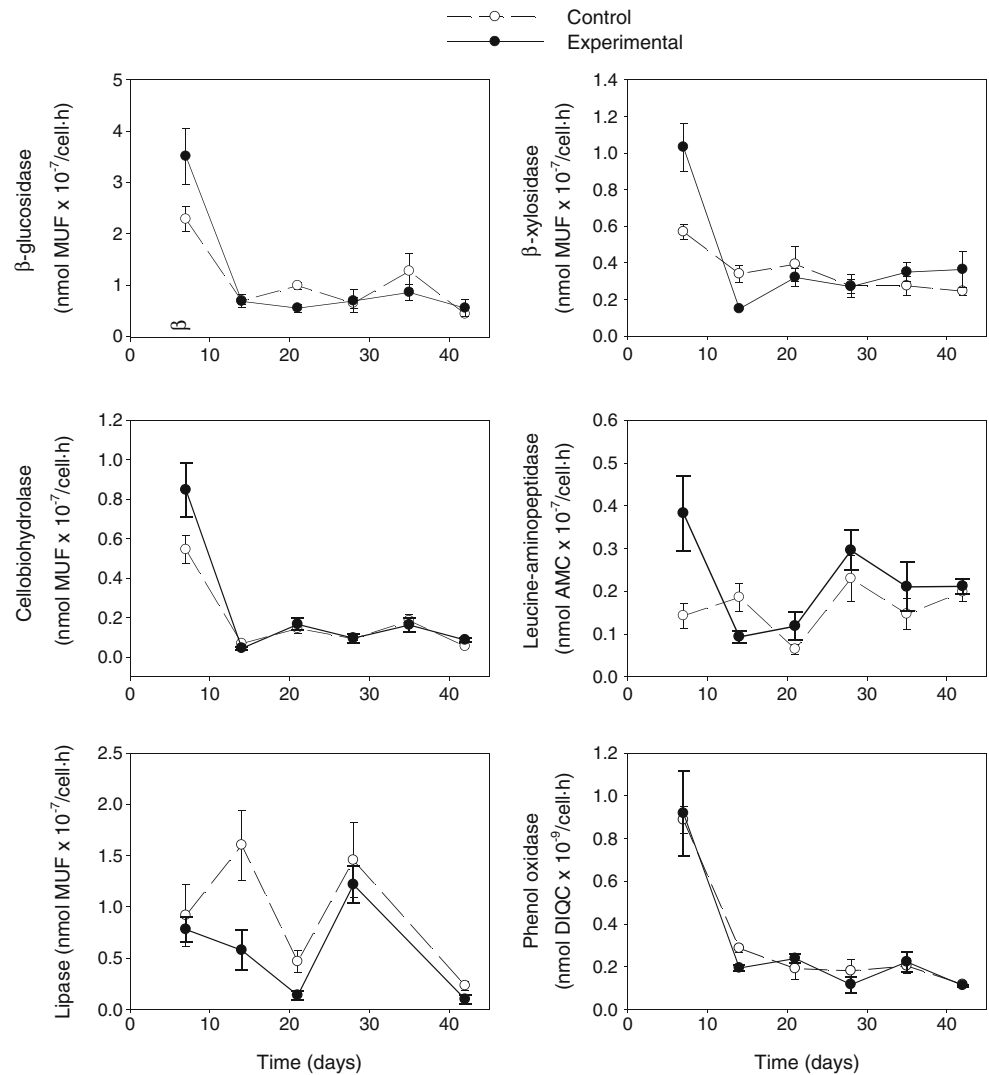 Control
Experimental
β-glucosidase
(nmol MUF x 10⁻⁷/cell·h)
5
4
3
2
1
0
β
0 10 20 30 40
β-xylosidase
(nmol MUF x 10⁻⁷/cell·h)
1.4
1.2
1.0
0.8
0.6
0.4
0.2
0.0
0 10 20 30 40
Cellobiohydrolase
(nmol MUF x 10⁻⁷/cell·h)
1.2
1.0
0.8
0.6
0.4
0.2
0.0
0 10 20 30 40
Leucine-aminopeptidase
(nmol AMC x 10⁻⁷/cell·h)
0.6
0.5
0.4
0.3
0.2
0.1
0.0
0 10 20 30 40
Lipase (nmol MUF x 10⁻⁷/cell·h)
2.5
2.0
1.5
1.0
0.5
0.0
0 10 20 30 40
Time (days)
Phenol oxidase
(nmol DIQC x 10⁻⁹/cell·h)
1.2
1.0
0.8
0.6
0.4
0.2
0.0
0 10 20 30 40
Time (days)